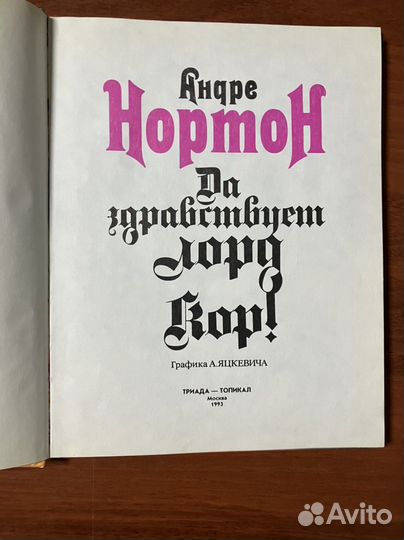 Андре
Нортон
Да
здравствует
лорд
Кор!
Графика А.ЯЦКЕВИЧА
ТРИАДА — ТОПИКАЛ
Москва
1993
Avito